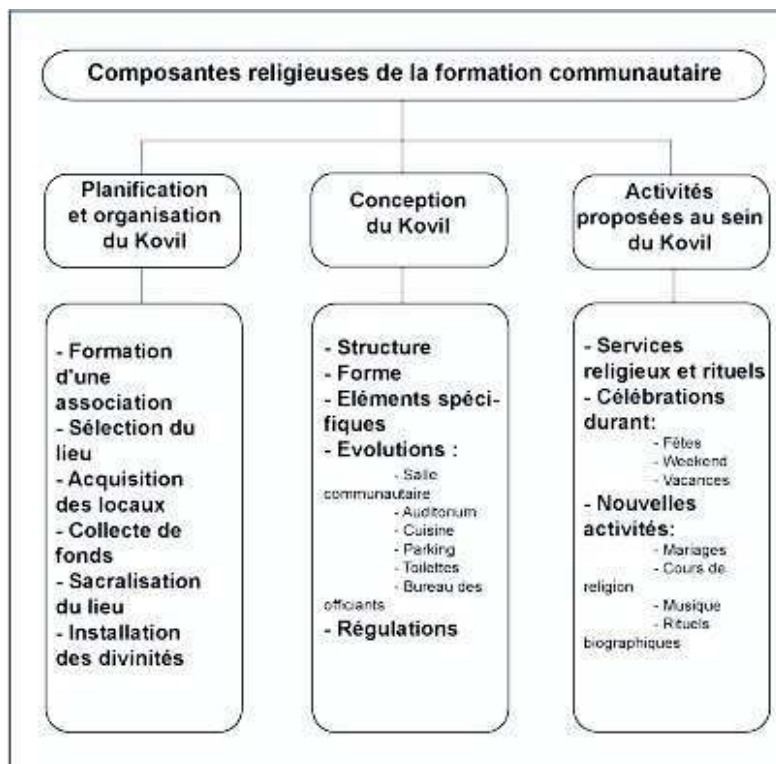 Composantes religieuses de la formation communautaire
Planification
et organisation
du Kovil
- Formation
d'une
association
- Sélection du
lieu
- Acquisition
des locaux
- Collecte de
fonds
- Sacralisation
du lieu
- Installation
des divinités
Conception
du Kovil
- Structure
- Forme
- Eléments spéci-
fiques
- Evolutions :
- Salle
communautaire
- Auditorium
- Cuisine
- Parking
- Toilettes
- Bureau des
officiants
- Régulations
Activités
proposées au sein
du Kovil
- Services
religieux et rituels
- Célébrations
durant:
- Fêtes
- Weekend
- Vacances
- Nouvelles
activités:
- Mariages
- Cours de
religion
- Musique
- Rituels
biographiques